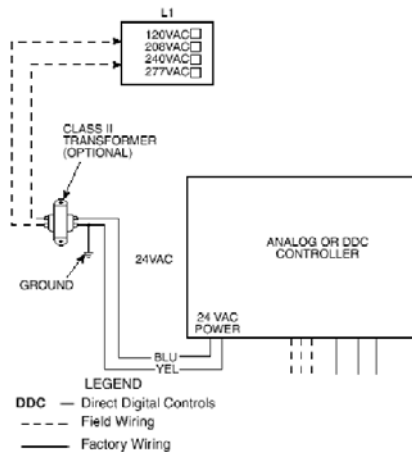 L1
120VAC
208VAC
240VAC
277VAC
CLASS II
TRANSFORMER
(OPTIONAL)
GROUND
24VAC
ANALOG OR DDC
CONTROLLER
24 VAC
POWER
BLU
YEL
LEGEND
DDC — Direct Digital Controls
Field Wiring
Factory Wiring